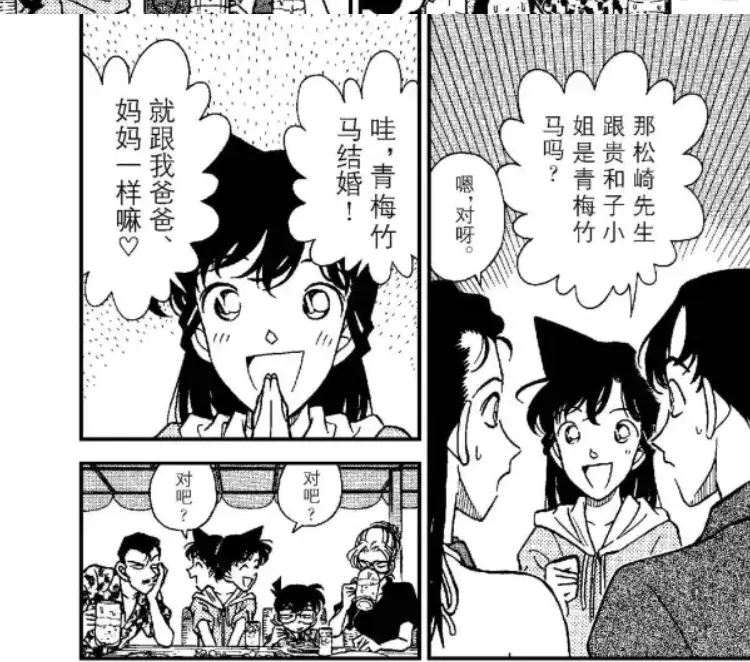 那松崎先生
跟贵和子小
姐是青梅竹
马吗？
嗯，对呀。
哇，青梅竹
马结婚！
就跟我爸爸、
妈妈一样嘛♡
对吧？
对吧？